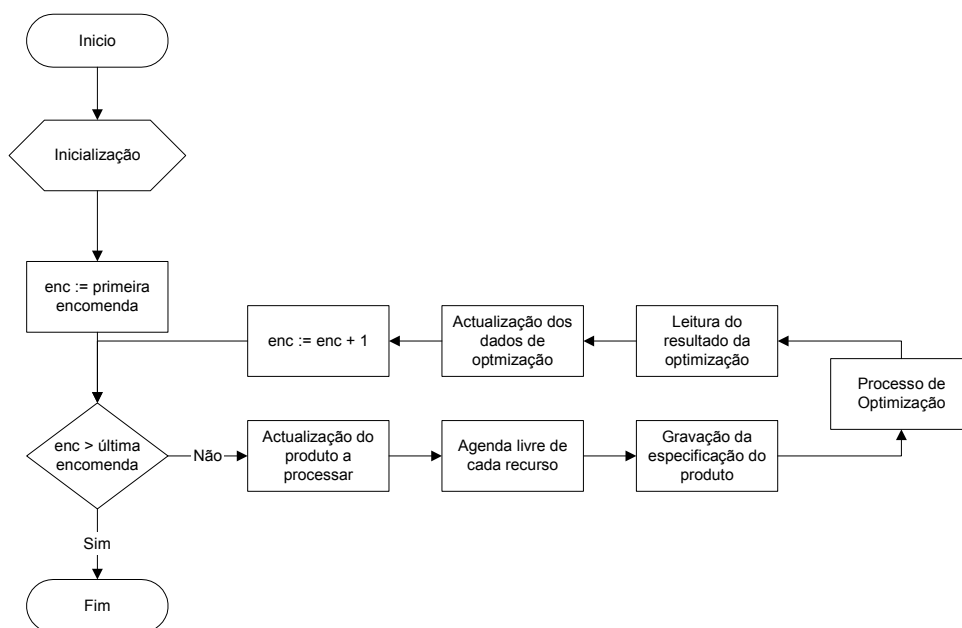 Inicio
Inicialização
enc := primeira
encomenda
enc := enc + 1
Actualização dos
dados de
optmização
Leitura do
resultado da
optimização
Processo de
Optimização
enc > última
encomenda
Não
Actualização do
produto a
processar
Agenda livre de
cada recurso
Gravação da
especificação do
produto
Sim
Fim